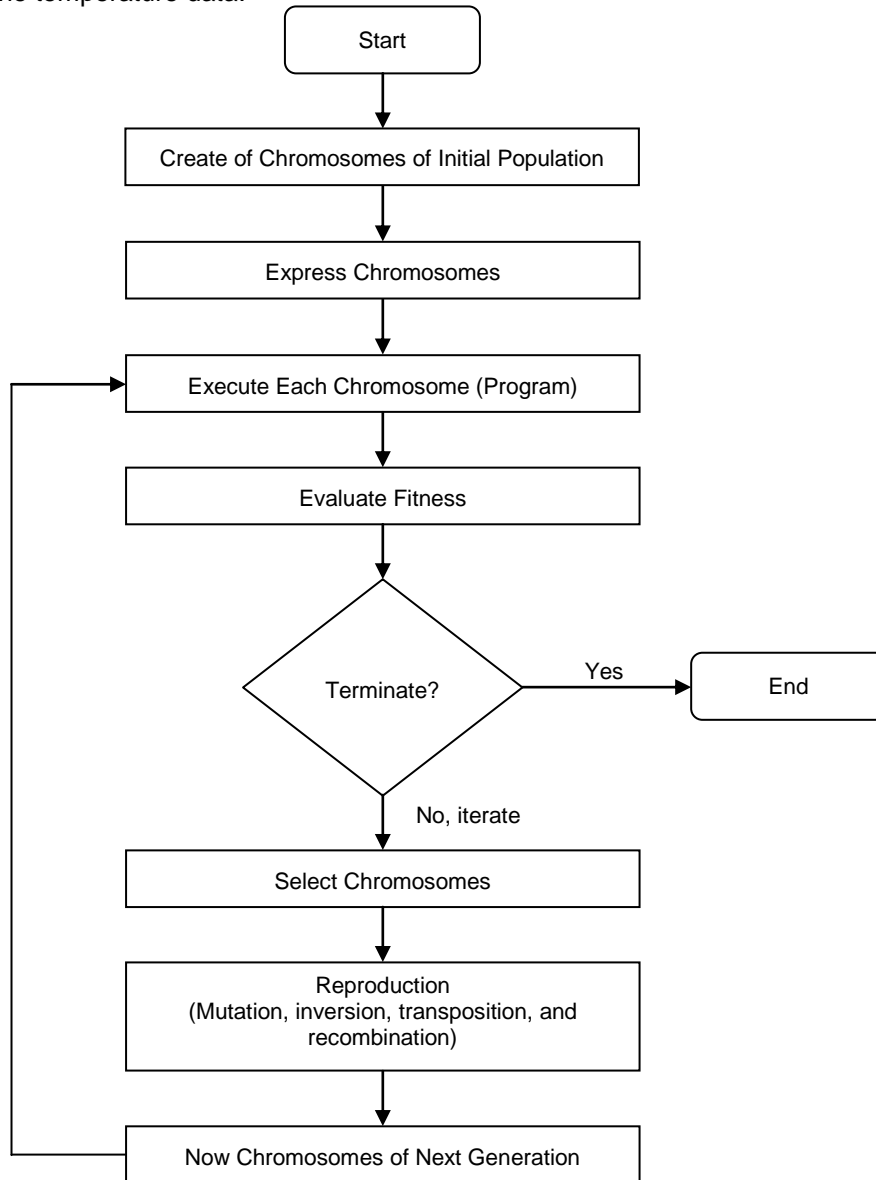 temperature data.
Start
Create of Chromosomes of Initial Population
Express Chromosomes
Execute Each Chromosome (Program)
Evaluate Fitness
Terminate?
Yes
End
No, iterate
Select Chromosomes
Reproduction
(Mutation, inversion, transposition, and
recombination)
Now Chromosomes of Next Generation